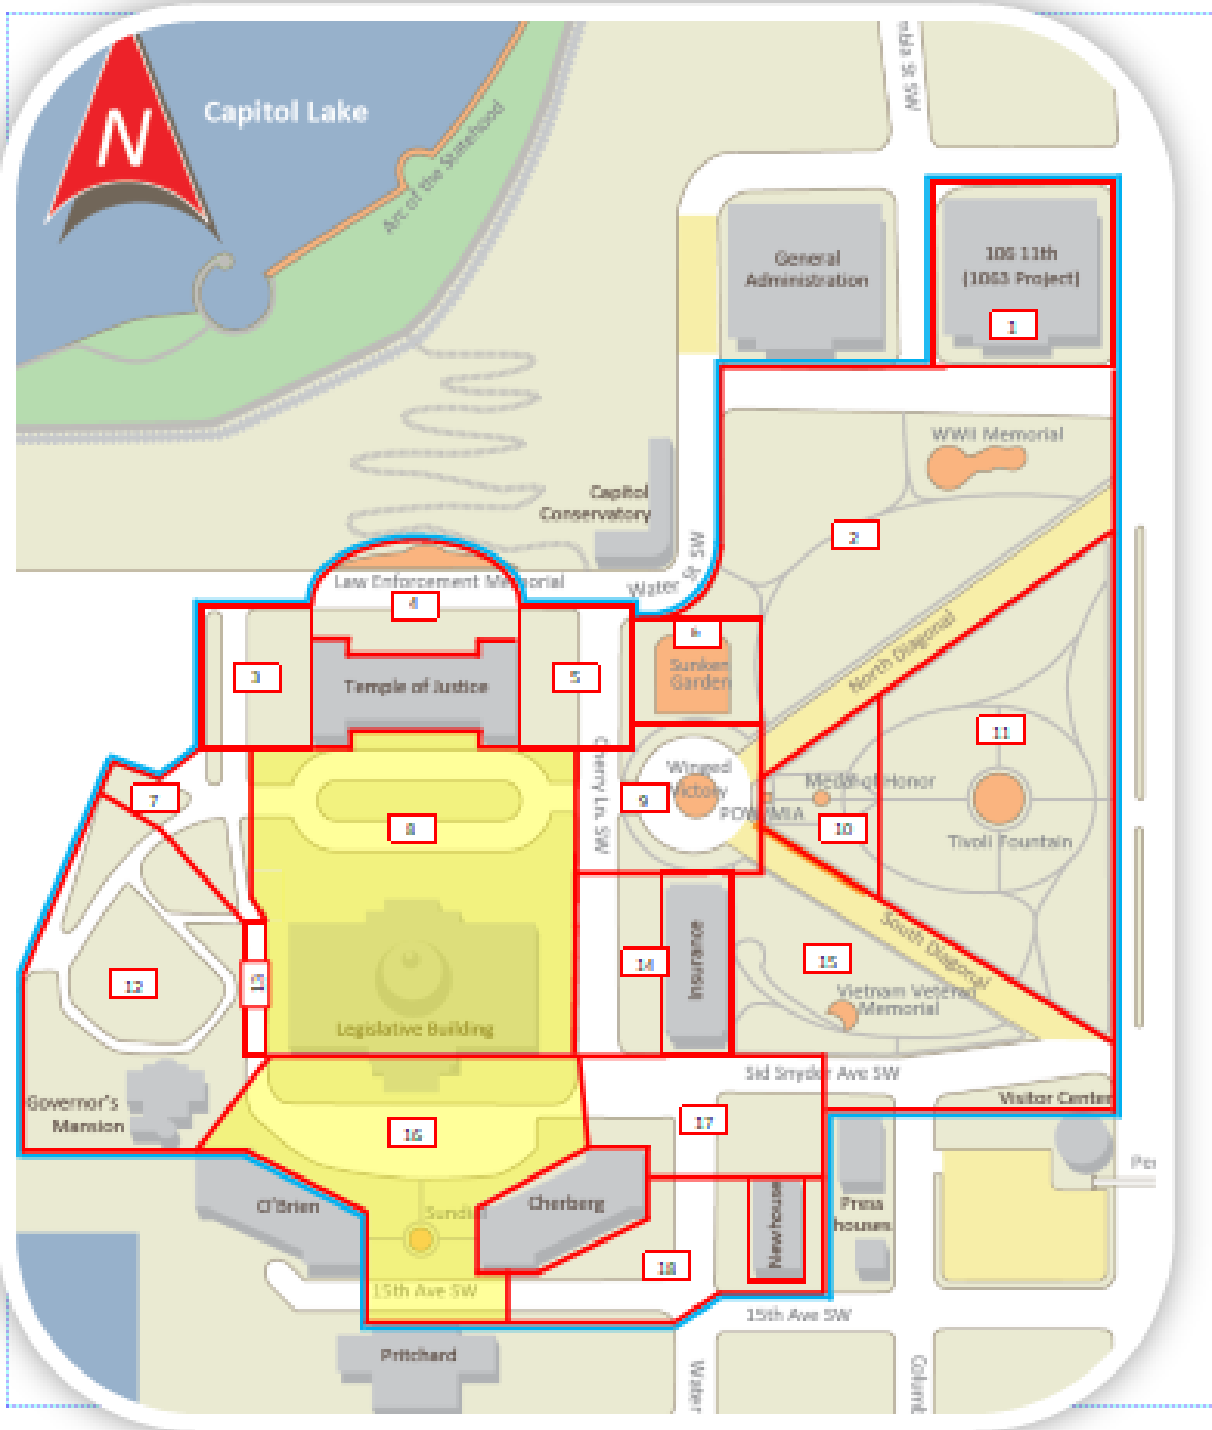 N
Capitol Lake
Arc of the Statehood
General
Administration
106 11th
(1063 Project)
1
WWII Memorial
Capitol
Conservatory
2
Water St SW
Law Enforcement Memorial
4
3
Temple of Justice
5
6
Sunken
Garden
North Diagonal
11
Cherry Ln. SW
Winged
Victory
Medal of Honor
POW/MIA
7
9
8
10
Tivoli Fountain
South Diagonal
12
13
14
Insurance
15
Vietnam Veteran
Memorial
Legislative Building
Sid Snyder Ave SW
Governor's
Mansion
Visitor Center
16
17
O'Brien
Sundial
Cherberg
Newhouse
Press
houses
18
15th Ave SW
15th Ave SW
Pritchard
Water